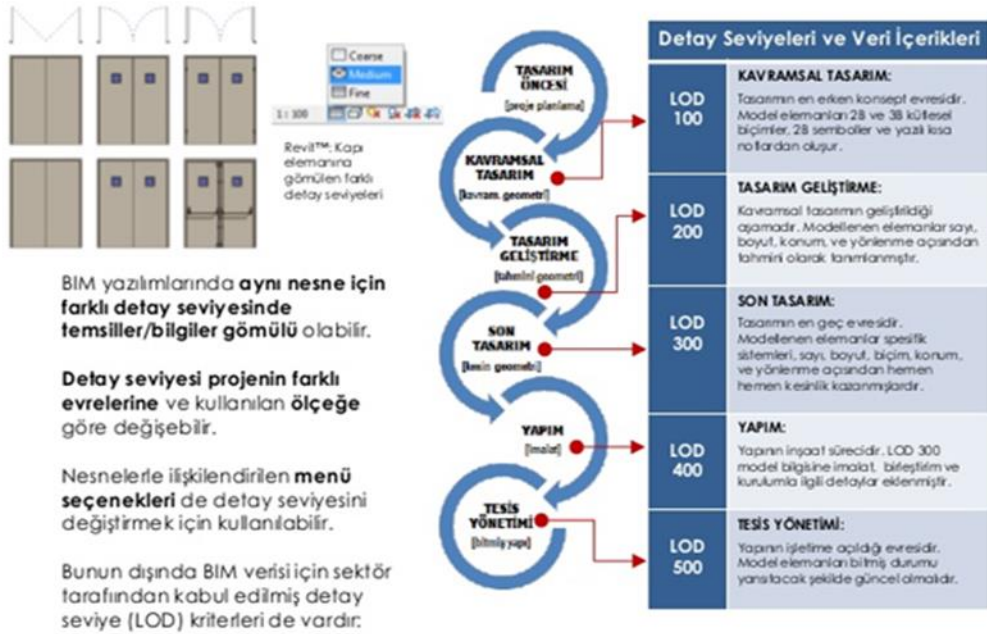 Coarse
Medium
Fine
1 : 100
Revit™: Kapı
elemanına
gömülen farklı
detay seviyeleri
BIM yazılımlarında aynı nesne için
farklı detay seviyesinde
temsiller/bilgiler gömülü olabilir.
Detay seviyesi projenin farklı
evrelerine ve kullanılan ölçeğe
göre değişebilir.
Nesnelerle ilişkilendirilen menü
seçenekleri de detay seviyesini
değiştirmek için kullanılabilir.
Bunun dışında BIM verisi için sektör
tarafından kabul edilmiş detay
seviye (LOD) kriterleri de vardır:
TASARIM
ÖNCESİ
[proje planlama]
KAVRAMSAL
TASARIM
[kavram. geometri]
TASARIM
GELİŞTİRME
[tahmini geometri]
SON
TASARIM
[kesin geometri]
YAPIM
[imalat]
TESİS
YÖNETİMİ
[bitmiş yapı]
Detay Seviyeleri ve Veri İçerikleri
LOD
100
KAVRAMSAL TASARIM:
Tasarımın en erken konsept evresidir.
Model elemanları 2B ve 3B kütlesel
biçimler, 2B semboller ve yazılı kısa
notlardan oluşur.
LOD
200
TASARIM GELİŞTİRME:
Kavramsal tasarımın geliştirildiği
aşamadır. Modellenen elemanlar sayı,
boyut, konum, ve yönlenme açısından
tahmini olarak tanımlanmıştır.
LOD
300
SON TASARIM:
Tasarımın en geç evresidir.
Modellenen elemanlar spesifik
sistemleri, sayı, boyut, biçim, konum,
ve yönlenme açısından hemen
hemen kesinlik kazanmışlardır.
LOD
400
YAPIM:
Yapının inşaat sürecidir. LOD 300
model bilgisine imalat, birleştirim ve
kurulumla ilgili detaylar eklenmiştir.
LOD
500
TESİS YÖNETİMİ:
Yapının işletime açıldığı evresidir.
Model elemanları bitmiş durumu
yansıtacak şekilde güncel olmalıdır.